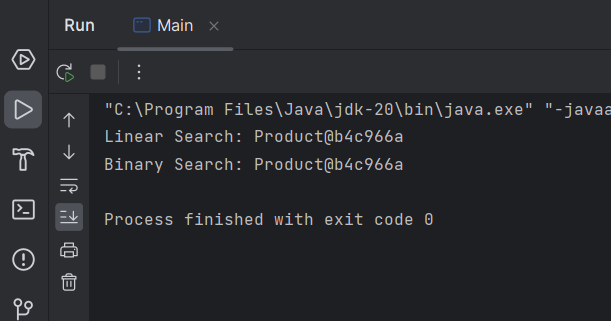 Run
Main
"C:\Program Files\Java\jdk-20\bin\java.exe" "-javaa
Linear Search: Product@b4c966a
Binary Search: Product@b4c966a
Process finished with exit code 0